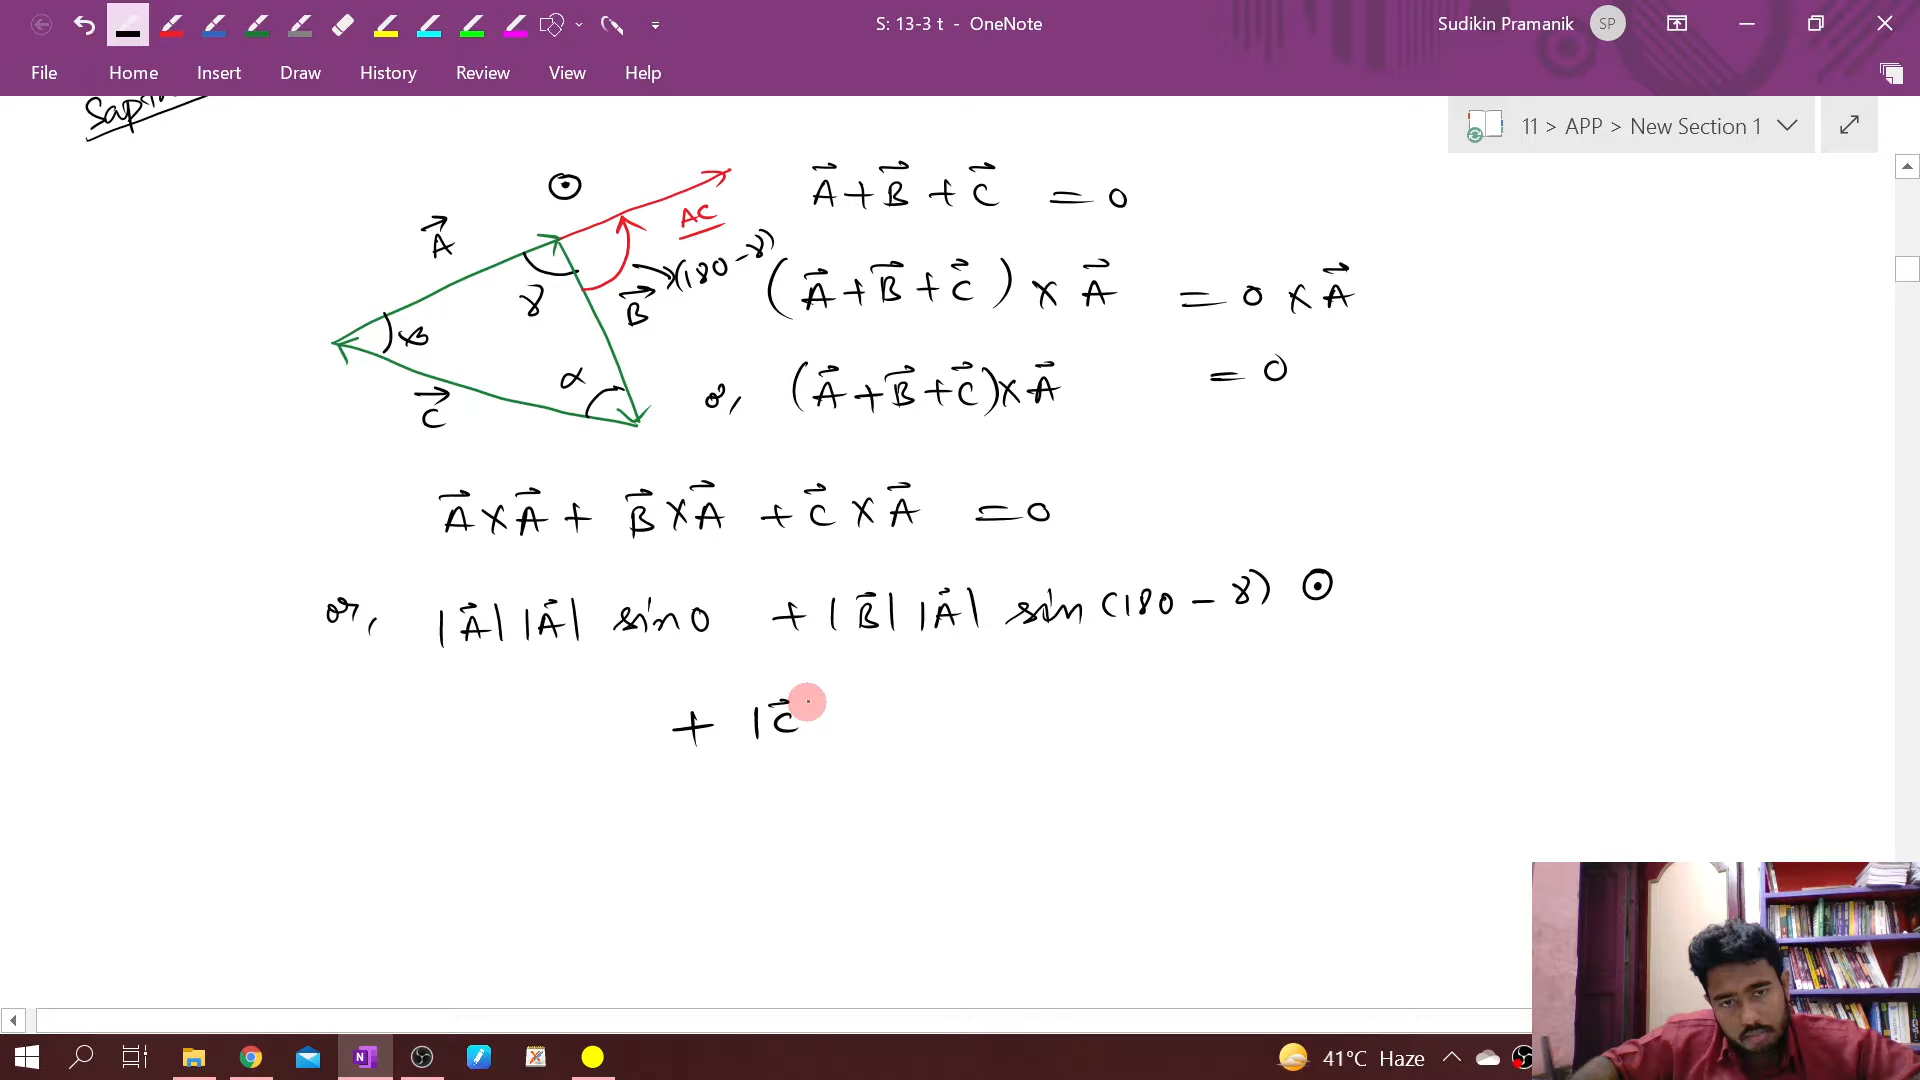 S: 13-3 t - OneNote
Sudikin Pramanik SP
File Home Insert Draw History Review View Help
11 > APP > New Section 1
A⃗ + B⃗ + C⃗ = 0
A⃗
AC
γ
B⃗
(180 - γ)
(A⃗ + B⃗ + C⃗) × A⃗ = 0 × A⃗
β
α
C⃗
or, (A⃗ + B⃗ + C⃗) × A⃗ = 0
A⃗ × A⃗ + B⃗ × A⃗ + C⃗ × A⃗ = 0
or, |A⃗| |A⃗| sin 0 + |B⃗| |A⃗| sin (180 - γ) ⊙
+ |C⃗
41°C Haze